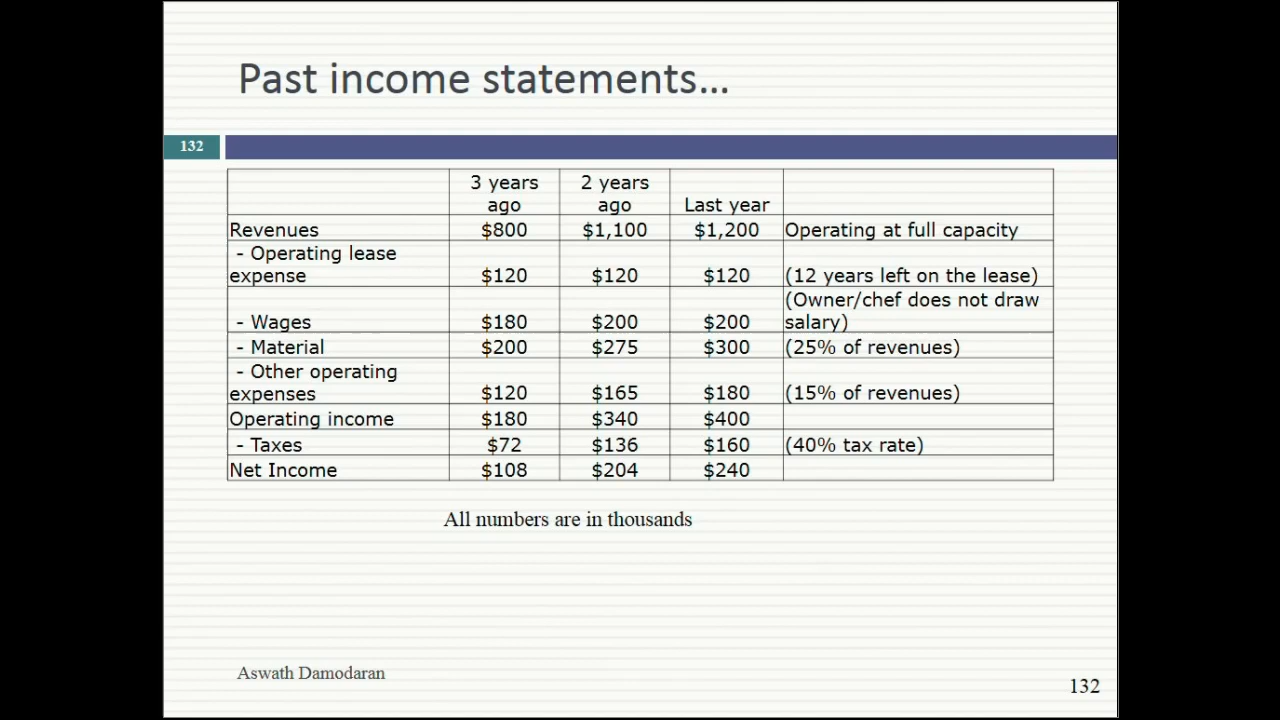 Past income statements...
132
3 years ago 2 years ago Last year
Revenues $800 $1,100 $1,200 Operating at full capacity
- Operating lease expense $120 $120 $120 (12 years left on the lease)
- Wages $180 $200 $200 (Owner/chef does not draw salary)
- Material $200 $275 $300 (25% of revenues)
- Other operating expenses $120 $165 $180 (15% of revenues)
Operating income $180 $340 $400
- Taxes $72 $136 $160 (40% tax rate)
Net Income $108 $204 $240
All numbers are in thousands
Aswath Damodaran
132